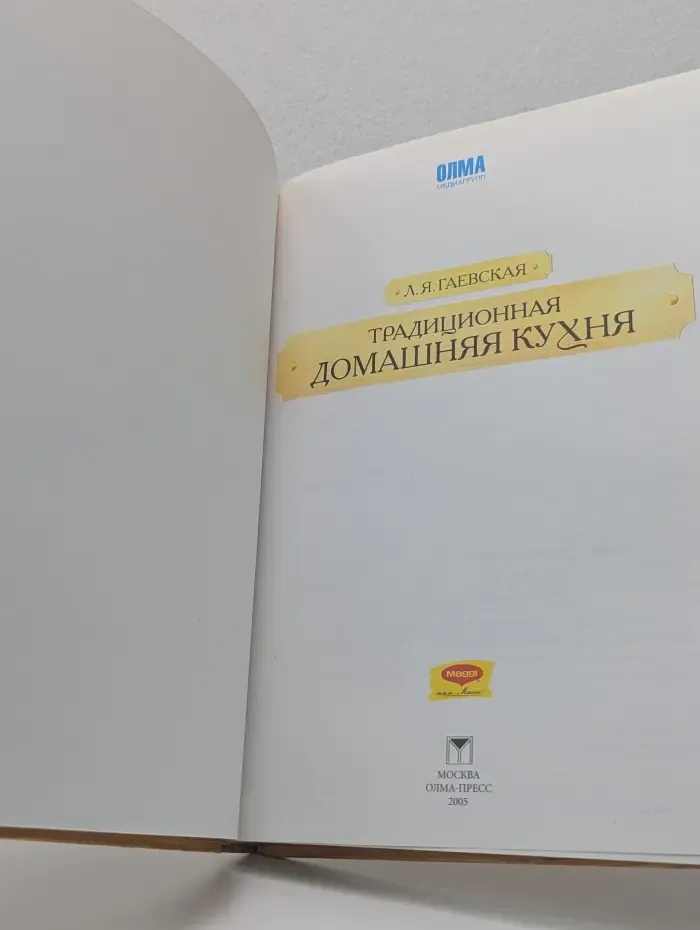 ОЛМА
МЕДИАГРУПП
Л.Я. ГАЕВСКАЯ
ТРАДИЦИОННАЯ
ДОМАШНЯЯ КУХНЯ
Maggi
МОСКВА
ОЛМА-ПРЕСС
2005